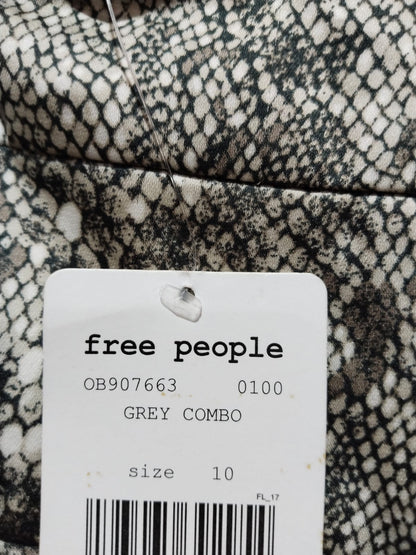 free people
OB907663 0100
GREY COMBO
size 10
FL_17